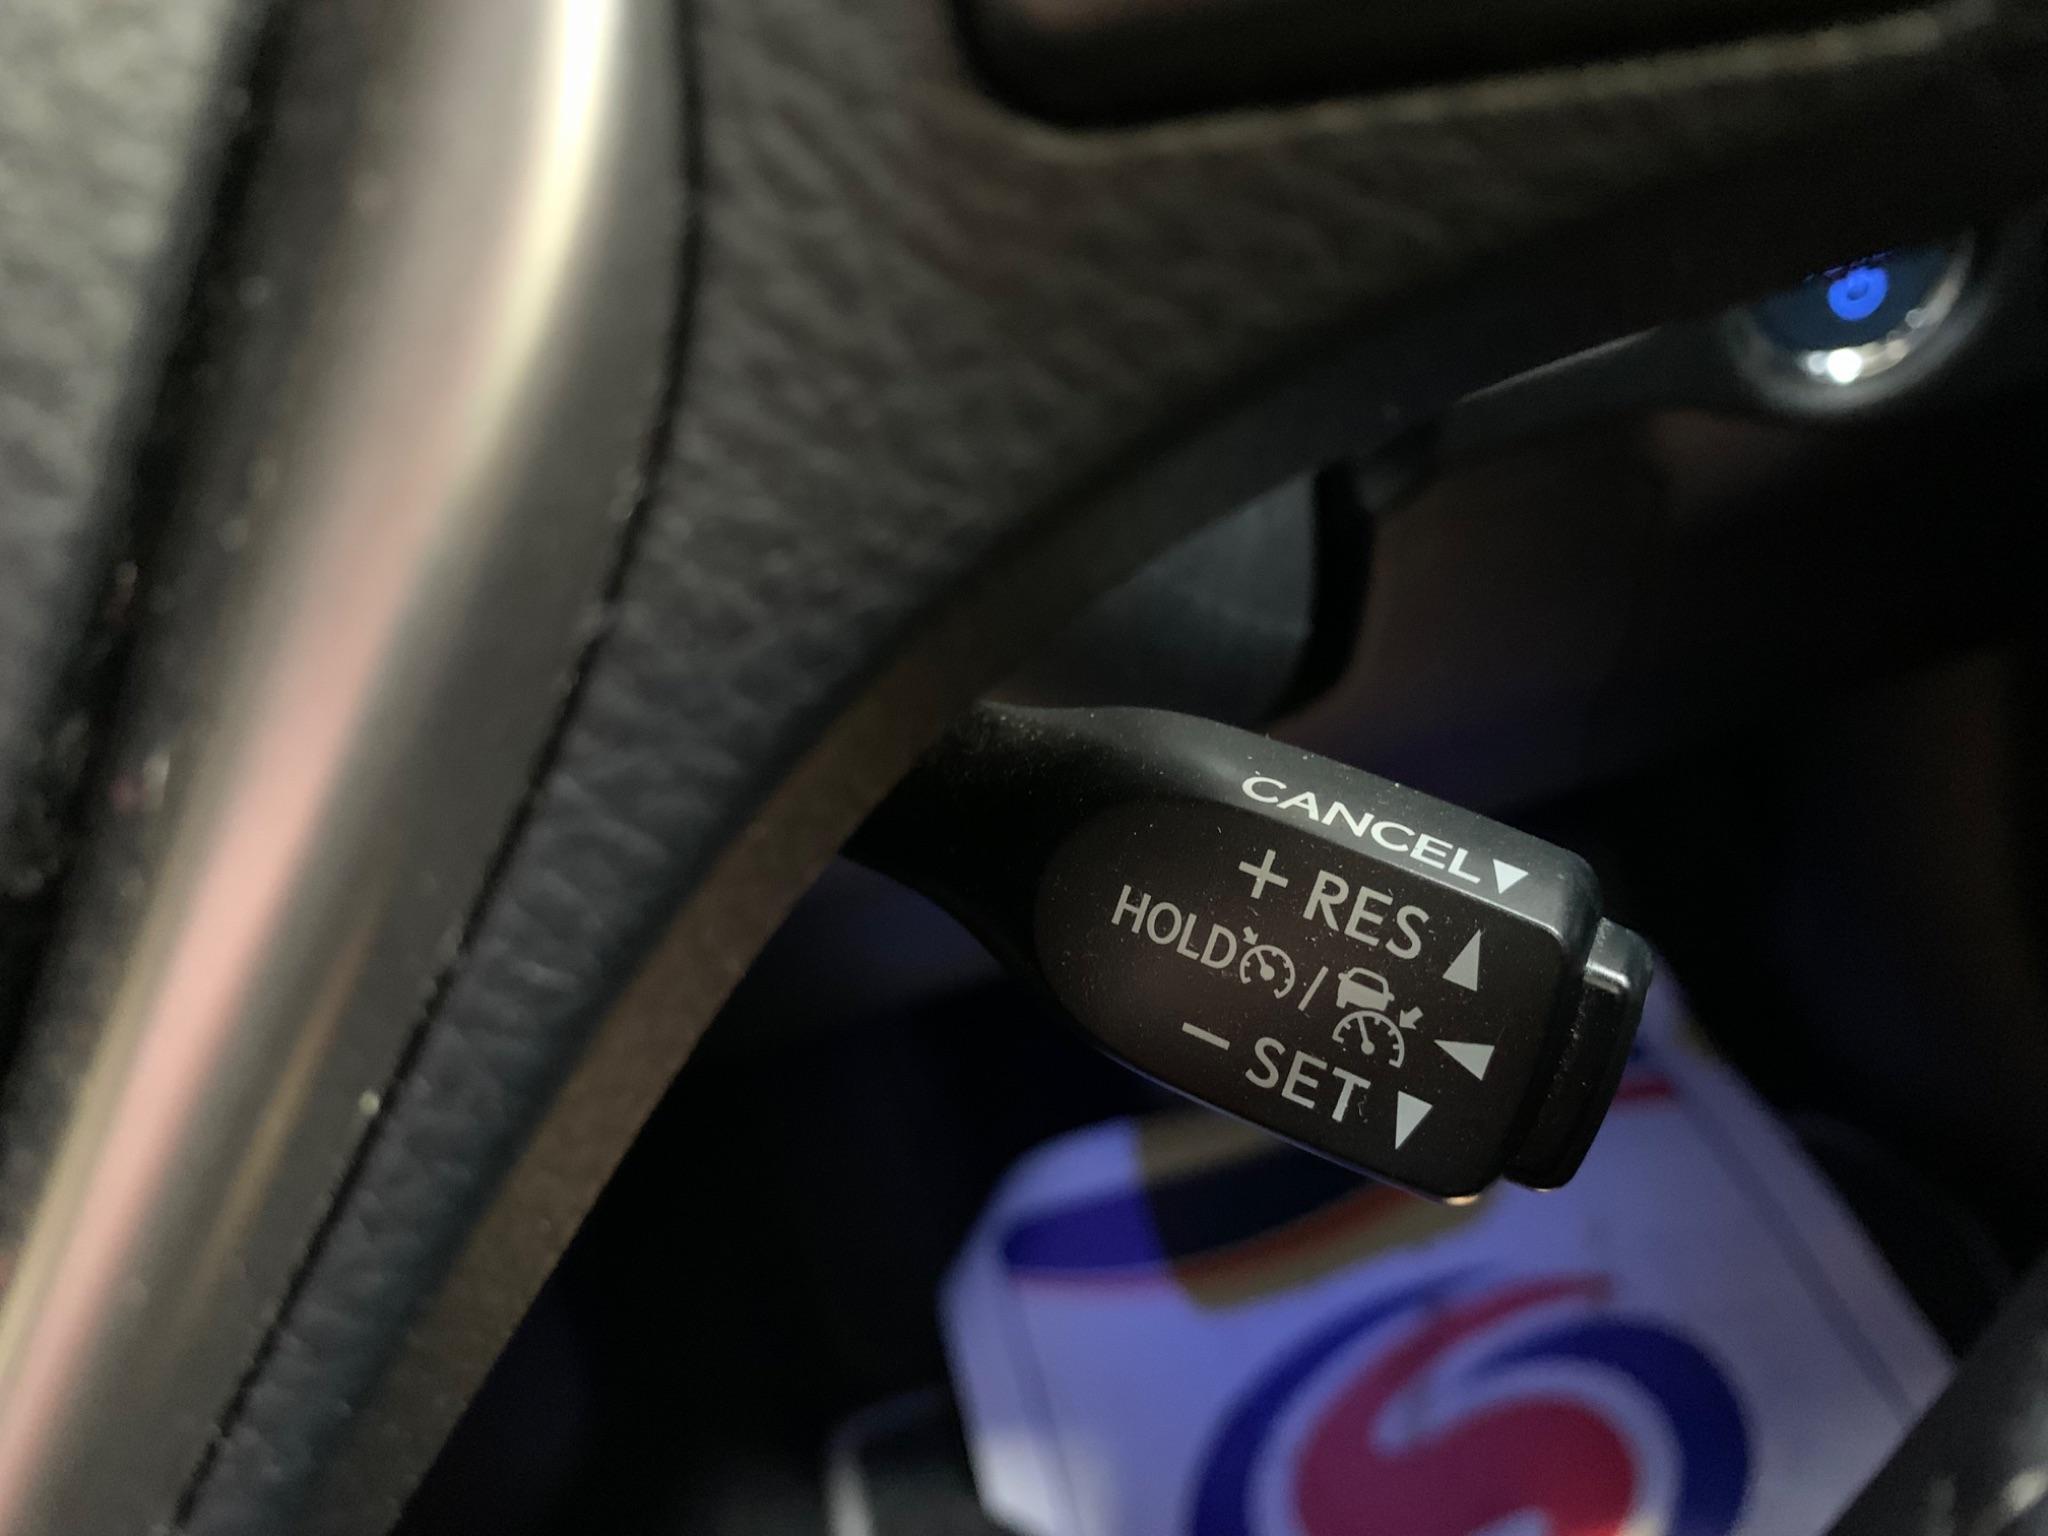 CANCEL
+ RES
HOLD /
− SET